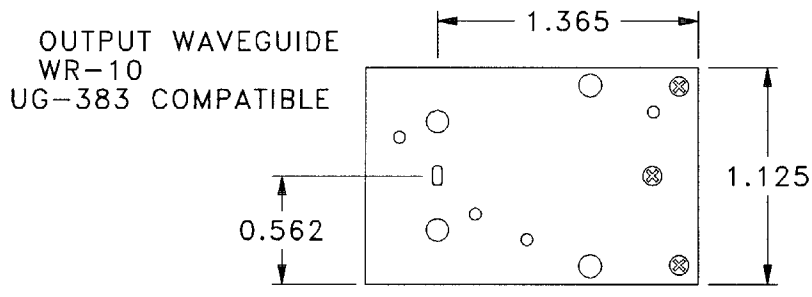 1.365
OUTPUT WAVEGUIDE
WR-10
UG-383 COMPATIBLE
1.125
0.562